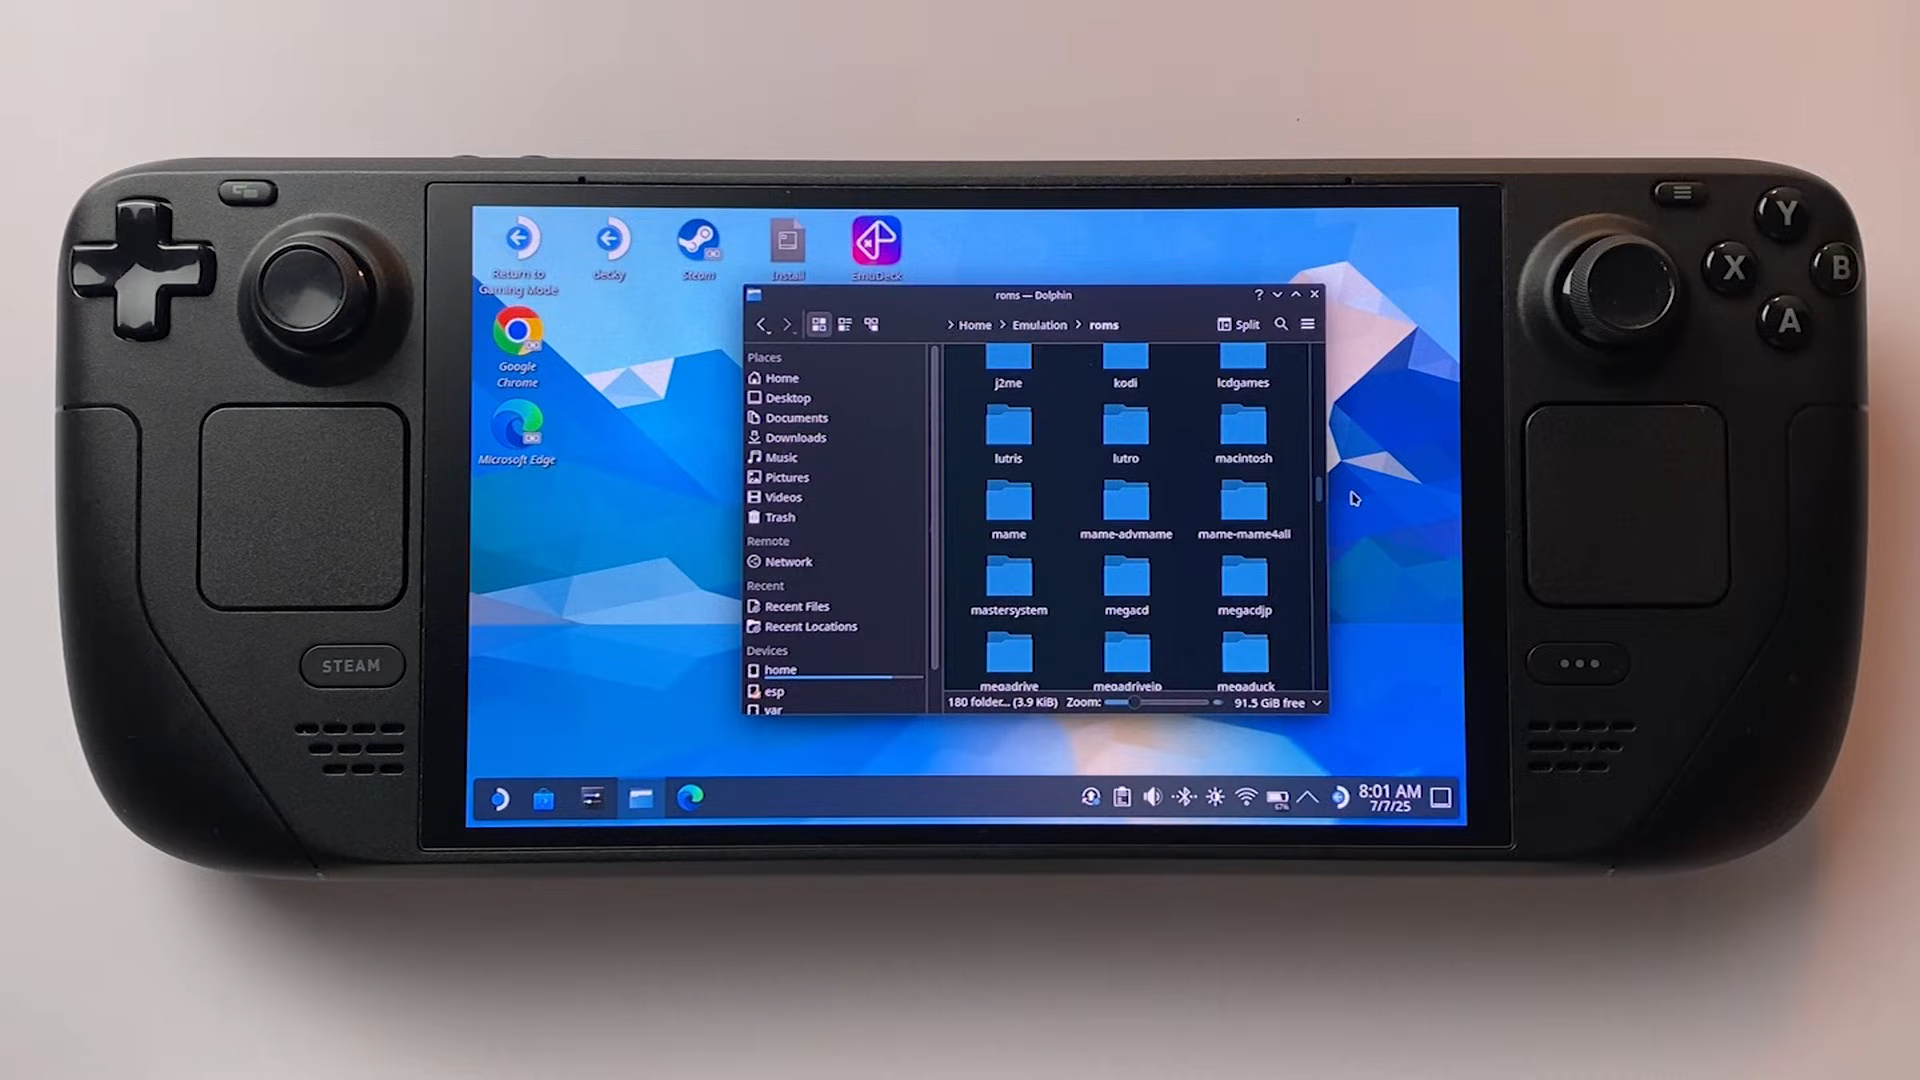 Return to
Gaming Mode
decky
Steam
Install
EmuDeck
Google
Chrome
Microsoft Edge
roms — Dolphin
Home
Emulation
roms
Split
Places
Home
Desktop
Documents
Downloads
Music
Pictures
Videos
Trash
Remote
Network
Recent
Recent Files
Recent Locations
Devices
home
esp
var
j2me
kodi
lcdgames
lutris
lutro
macintosh
mame
mame-advmame
mame-mame4all
mastersystem
megacd
megacdjp
megadrive
megadrivejp
megaduck
180 folder... (3.9 KiB)
Zoom:
91.5 GiB free
67%
8:01 AM
7/7/25
STEAM
Y
X
B
A